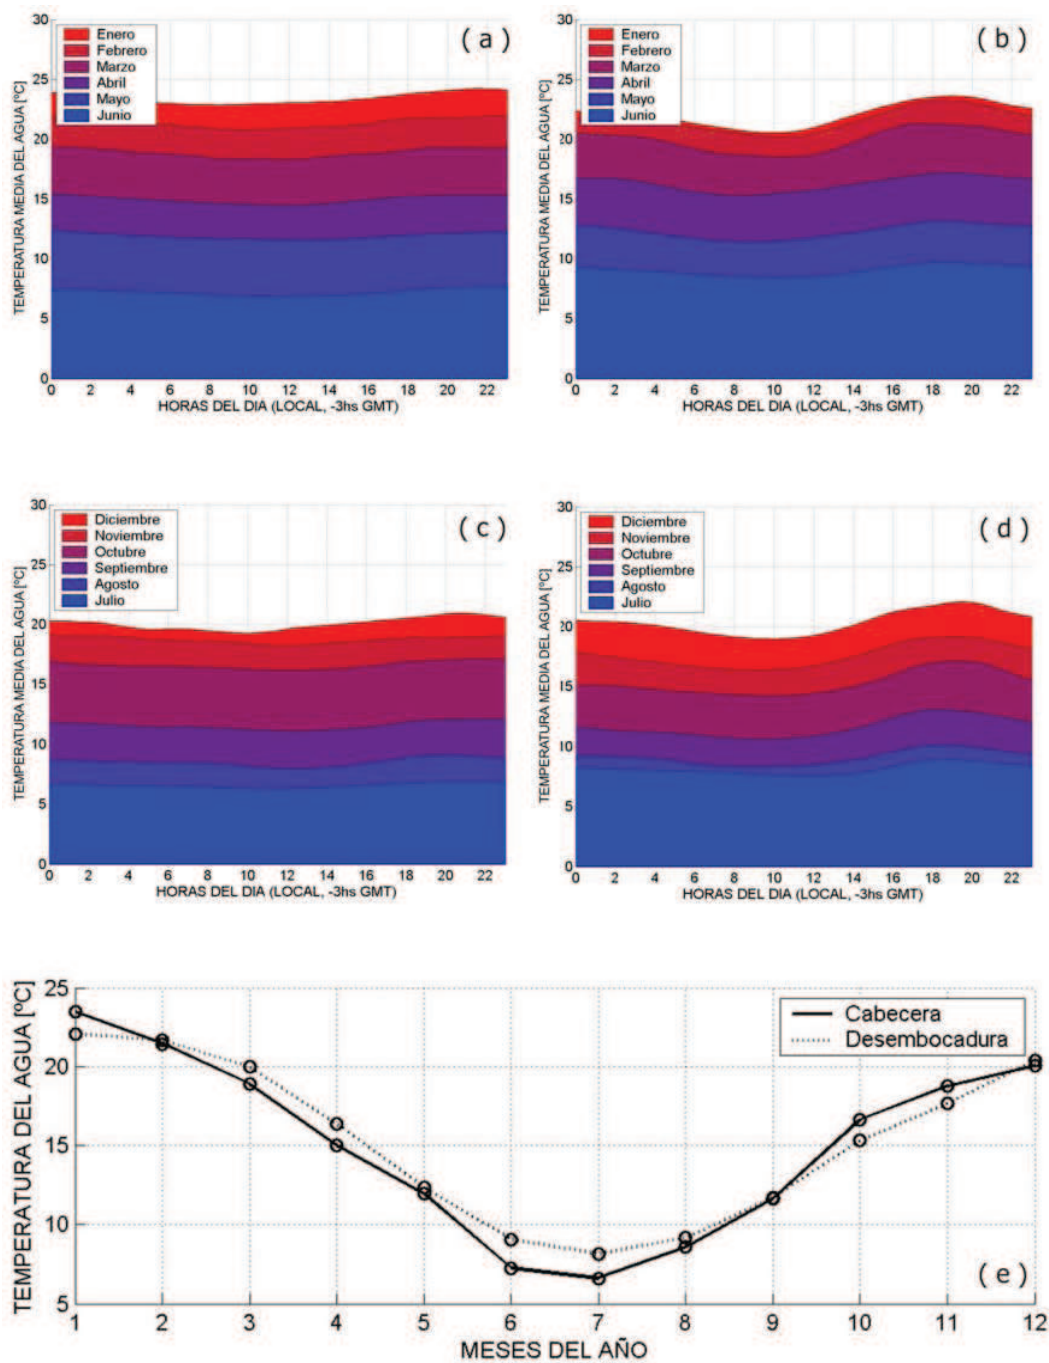 ( a )
30
25
20
15
10
5
0
TEMPERATURA MEDIA DEL AGUA [ºC]
Enero
Febrero
Marzo
Abril
Mayo
Junio
0 2 4 6 8 10 12 14 16 18 20 22
HORAS DEL DIA (LOCAL, -3hs GMT)
( b )
30
25
20
15
10
5
0
TEMPERATURA MEDIA DEL AGUA [ºC]
Enero
Febrero
Marzo
Abril
Mayo
Junio
0 2 4 6 8 10 12 14 16 18 20 22
HORAS DEL DIA (LOCAL, -3hs GMT)
( c )
30
25
20
15
10
5
0
TEMPERATURA MEDIA DEL AGUA [ºC]
Diciembre
Noviembre
Octubre
Septiembre
Agosto
Julio
0 2 4 6 8 10 12 14 16 18 20 22
HORAS DEL DIA (LOCAL, -3hs GMT)
( d )
30
25
20
15
10
5
0
TEMPERATURA MEDIA DEL AGUA [ºC]
Diciembre
Noviembre
Octubre
Septiembre
Agosto
Julio
0 2 4 6 8 10 12 14 16 18 20 22
HORAS DEL DIA (LOCAL, -3hs GMT)
25
20
15
10
5
TEMPERATURA DEL AGUA [ºC]
Cabecera
Desembocadura
( e )
1 2 3 4 5 6 7 8 9 10 11 12
MESES DEL AÑO